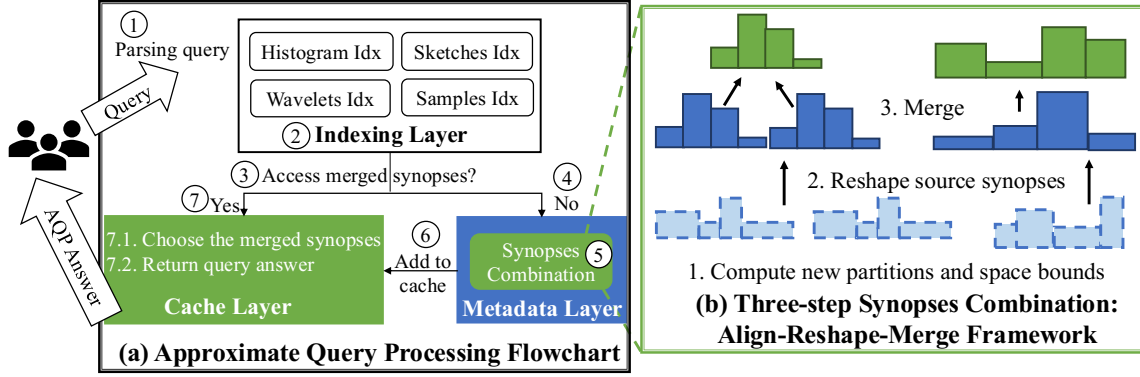 1
Parsing query
Query
AQP Answer
Histogram Idx
Sketches Idx
Wavelets Idx
Samples Idx
2 Indexing Layer
3 Access merged synopses?
4
No
7
Yes
7.1. Choose the merged synopses
7.2. Return query answer
Cache Layer
6
Add to
cache
Synopses
Combination
5
Metadata Layer
(a) Approximate Query Processing Flowchart
3. Merge
2. Reshape source synopses
1. Compute new partitions and space bounds
(b) Three-step Synopses Combination:
Align-Reshape-Merge Framework